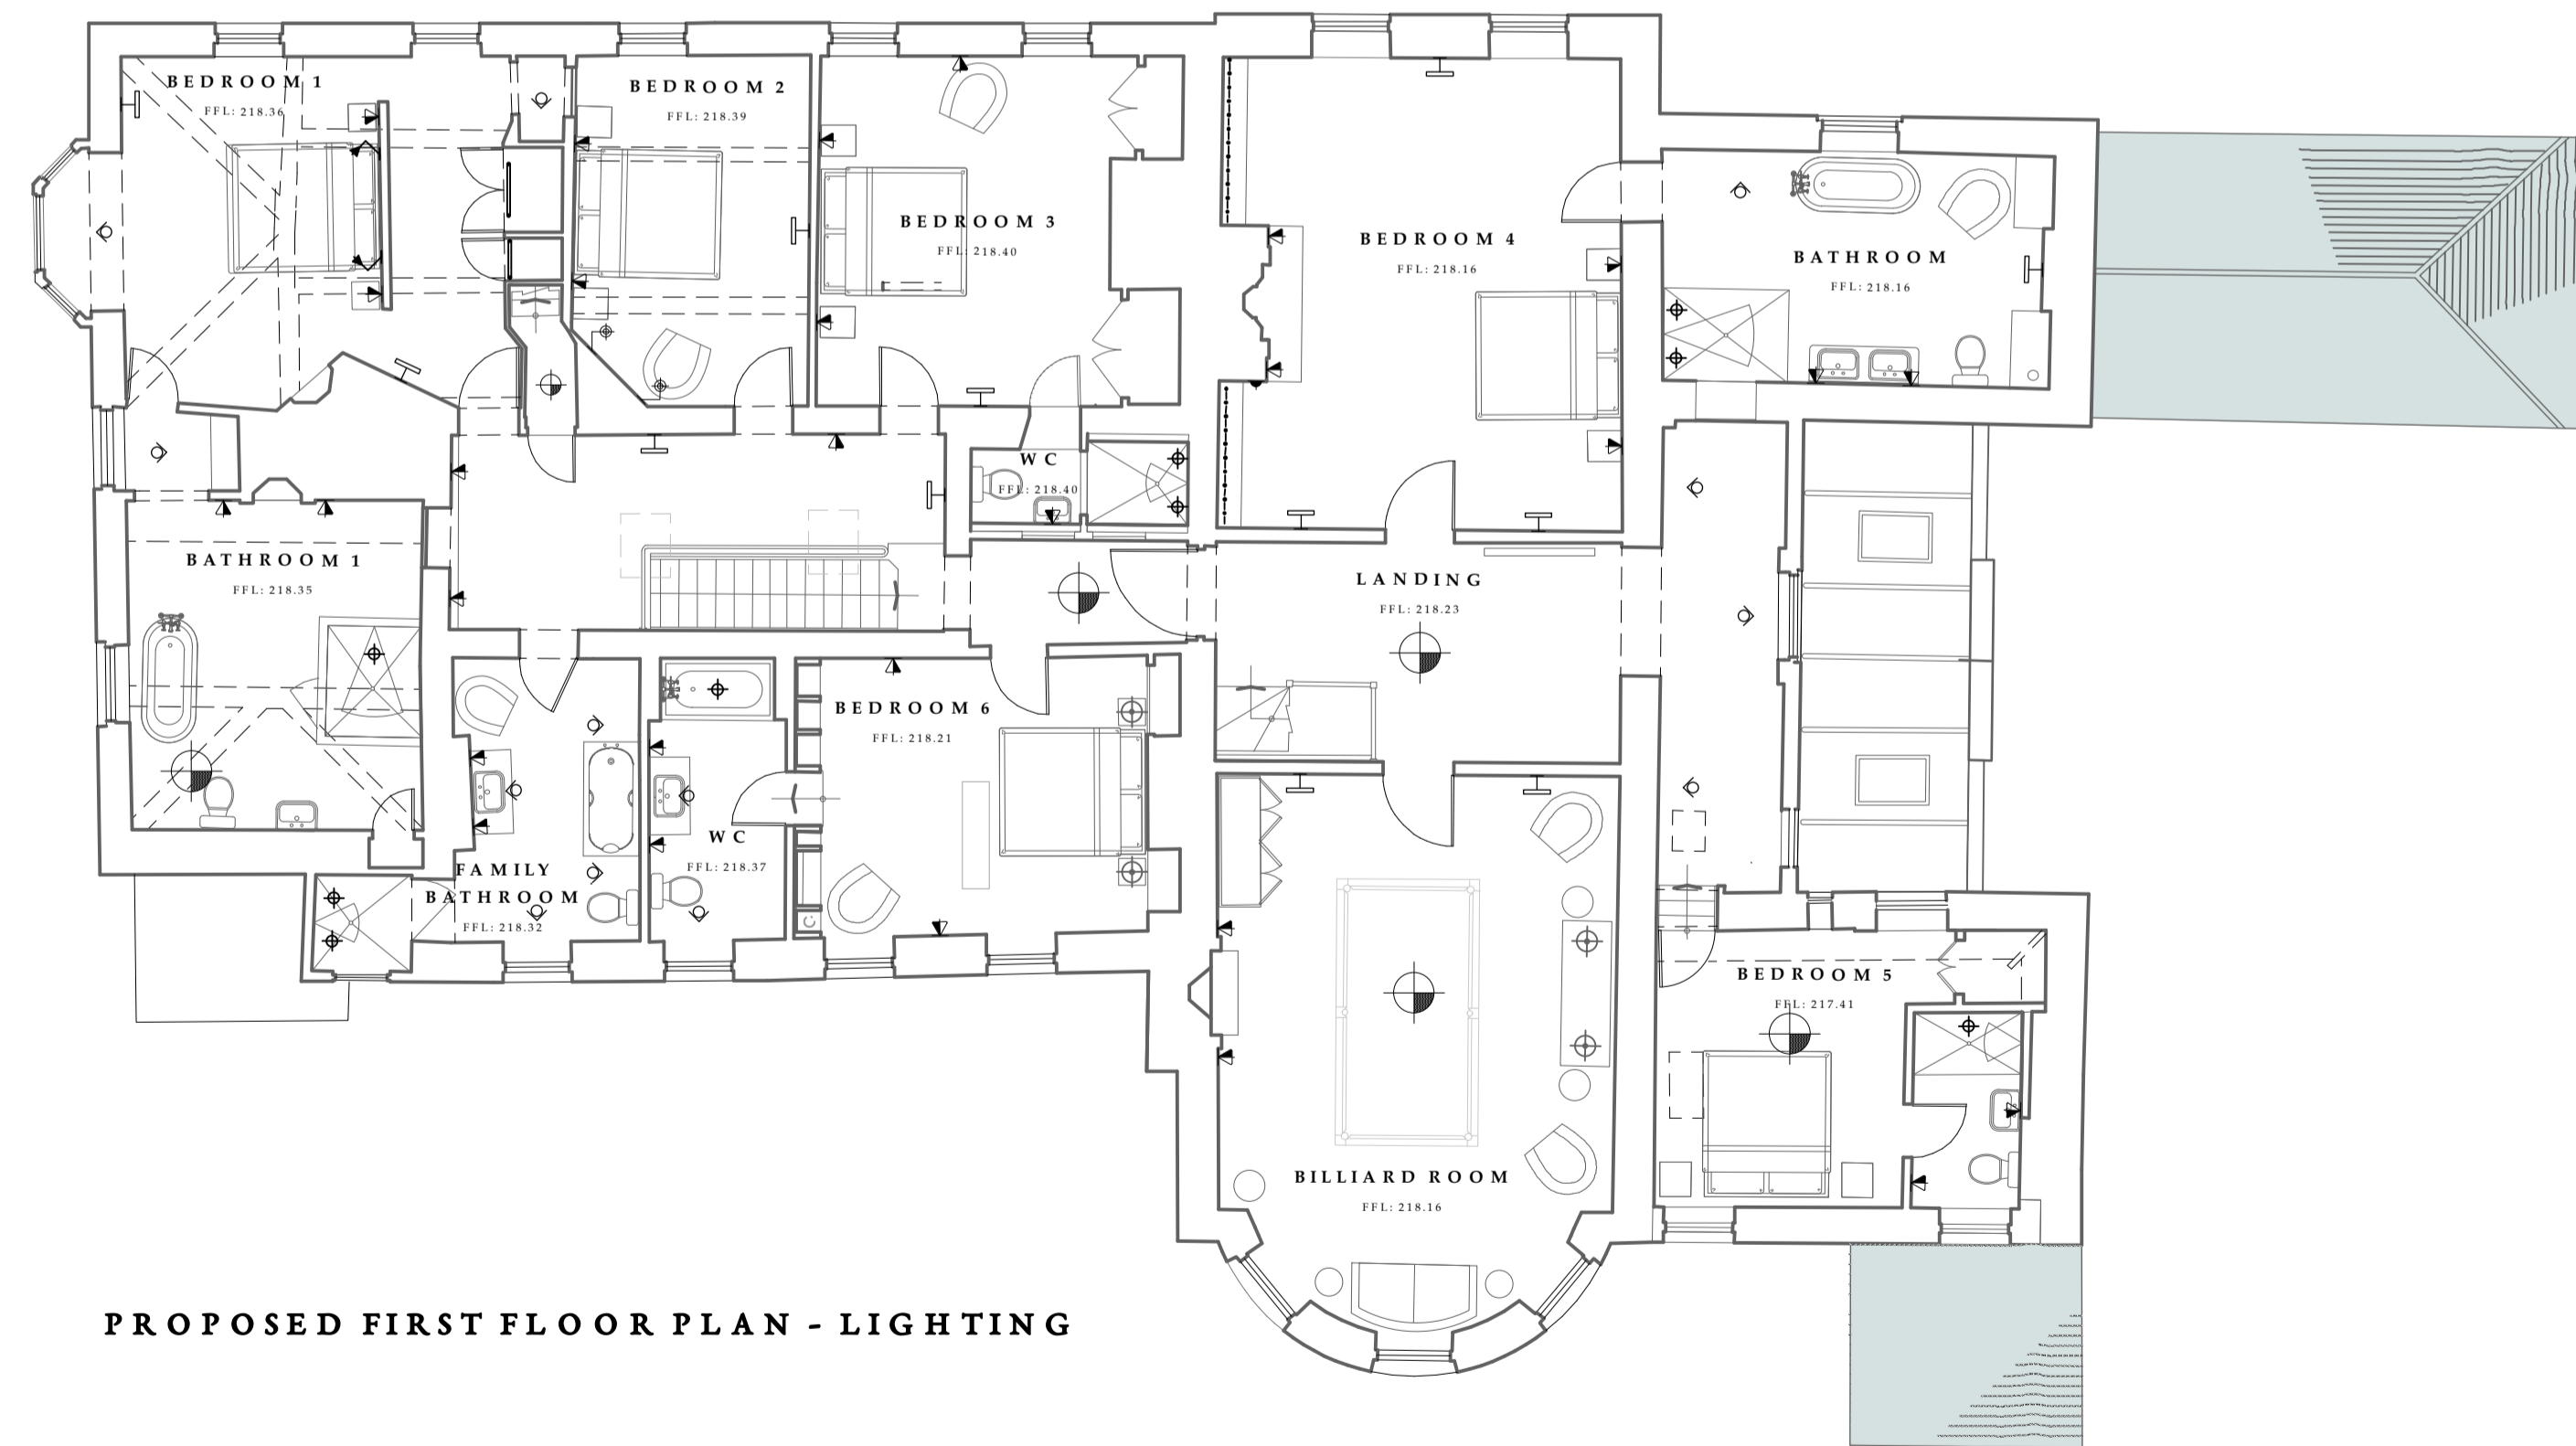 BEDROOM 1
FFL: 218.36
BEDROOM 2
FFL: 218.39
BEDROOM 3
FFL: 218.40
BEDROOM 4
FFL: 218.16
BATHROOM
FFL: 218.16
WC
FFL: 218.40
BATHROOM 1
FFL: 218.35
LANDING
FFL: 218.23
BEDROOM 6
FFL: 218.21
WC
FFL: 218.37
FAMILY
BATHROOM
FFL: 218.32
BEDROOM 5
FFL: 217.41
BILLIARD ROOM
FFL: 218.16
PROPOSED FIRST FLOOR PLAN - LIGHTING